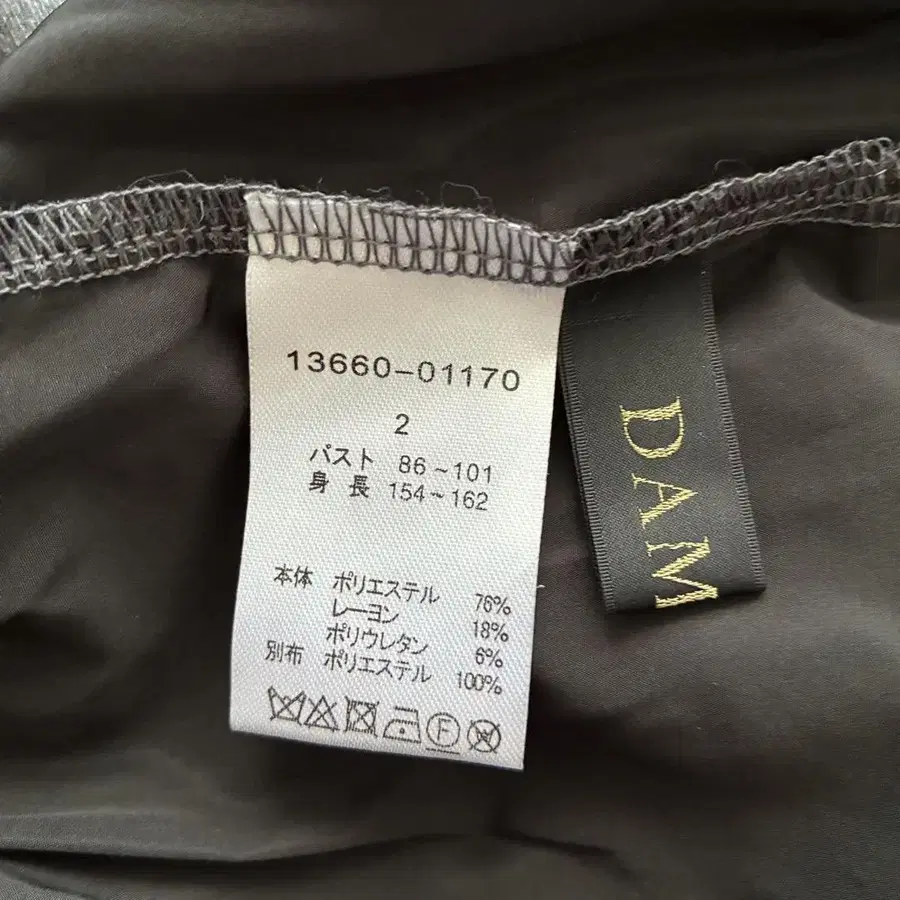 13660-01170
2
バスト 86~101
身長 154~162
本体 ポリエステル 76%
レーヨン 18%
ポリウレタン 6%
別布 ポリエステル 100%
F
DAM